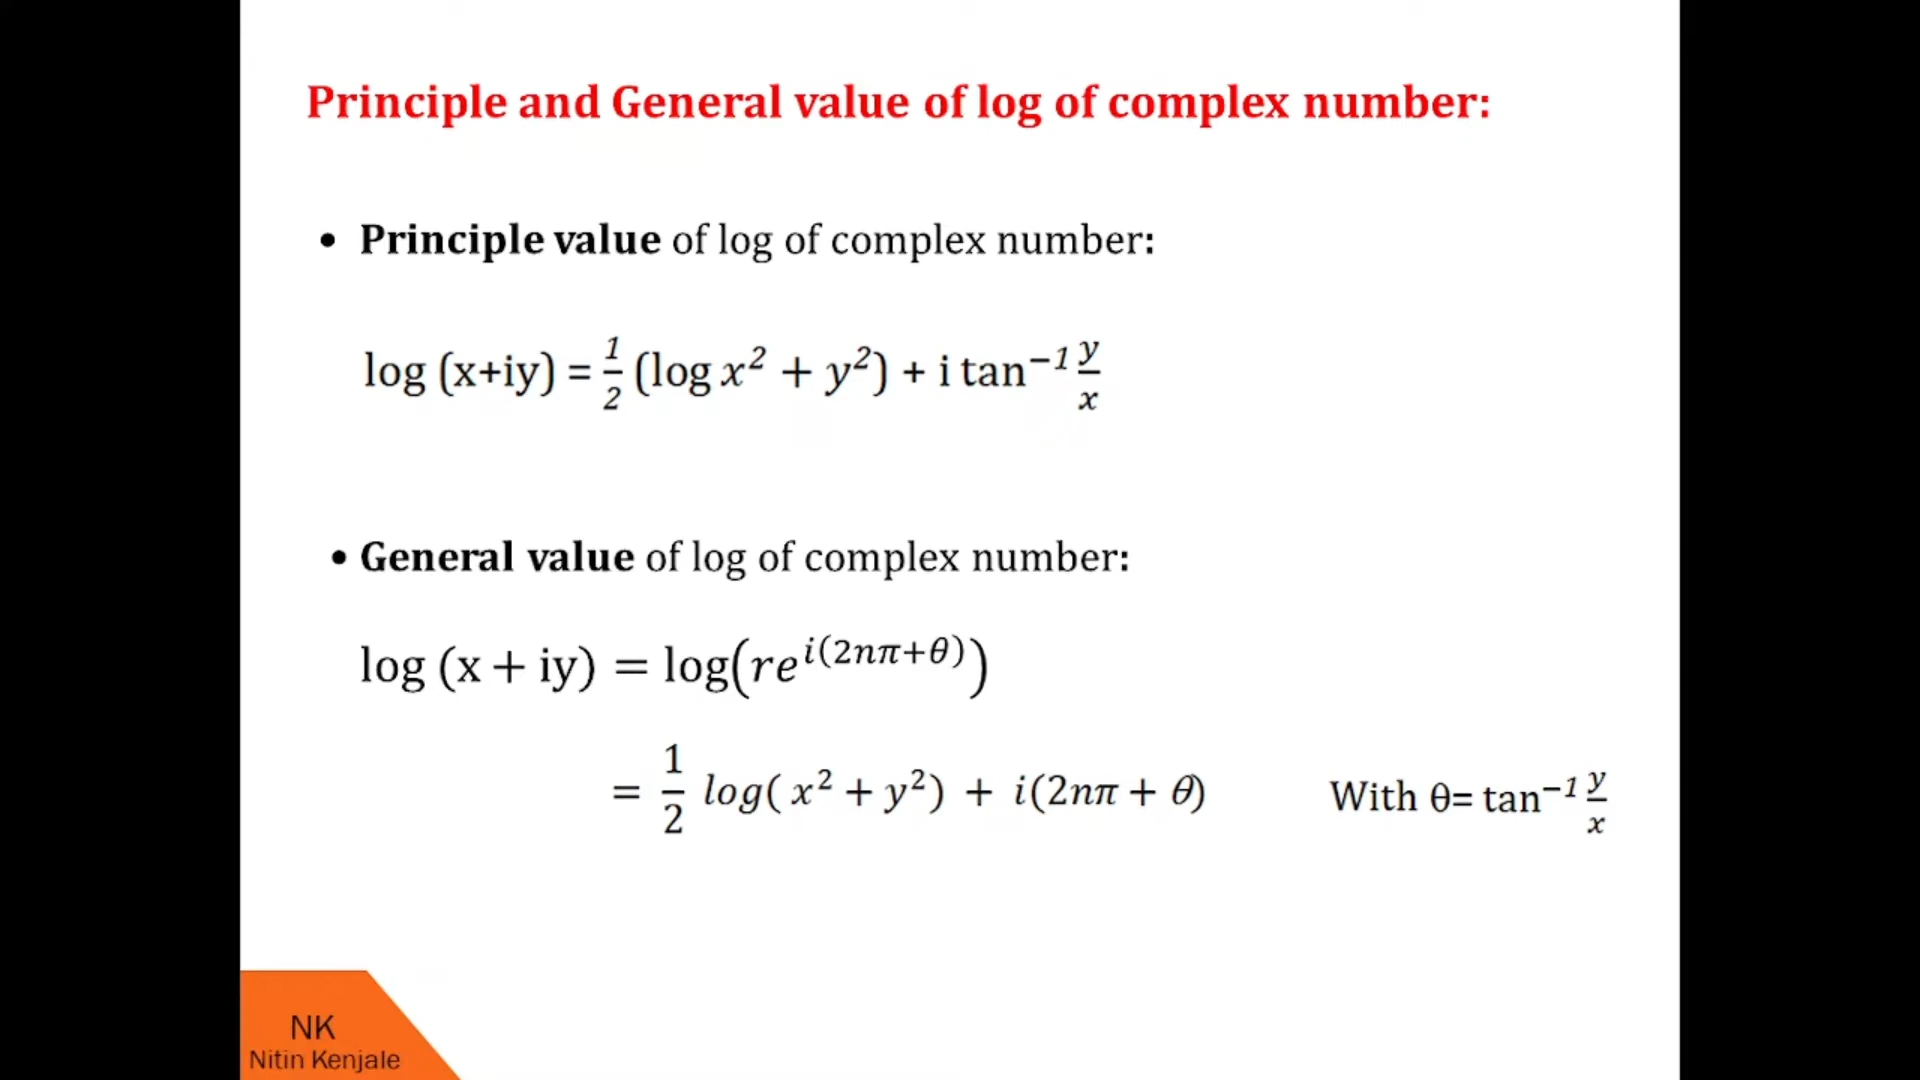 Principle and General value of log of complex number:
• Principle value of log of complex number:
log (x+iy) = 1/2 (log x² + y²) + i tan⁻¹ y/x
• General value of log of complex number:
log (x + iy) = log(re^{i(2nπ+θ)})
= 1/2 log( x² + y²) + i(2nπ + θ) With θ= tan⁻¹ y/x
NK
Nitin Kenjale